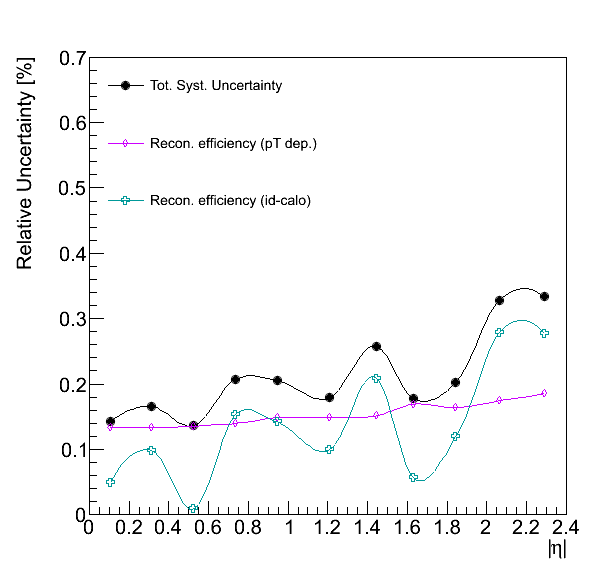 Relative Uncertainty [%]
0.7
0.6
0.5
0.4
0.3
0.2
0.1
0
Tot. Syst. Uncertainty
Recon. efficiency (pT dep.)
Recon. efficiency (id-calo)
0 0.2 0.4 0.6 0.8 1 1.2 1.4 1.6 1.8 2 2.2 2.4
|η|